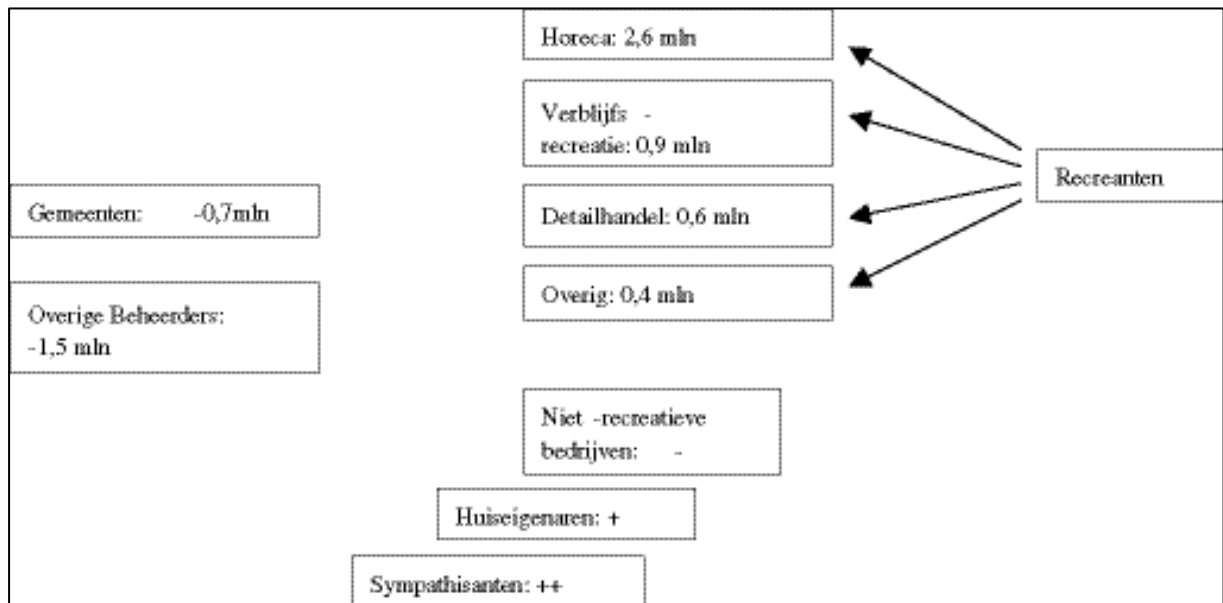 Horeca: 2,6 mln
Verblijfs -
recreatie: 0,9 mln
Recreanten
Gemeenten: -0,7mln
Detailhandel: 0,6 mln
Overig: 0,4 mln
Overige Beheerders:
-1,5 mln
Niet -recreatieve
bedrijven: -
Huiseigenaren: +
Sympathisanten: ++